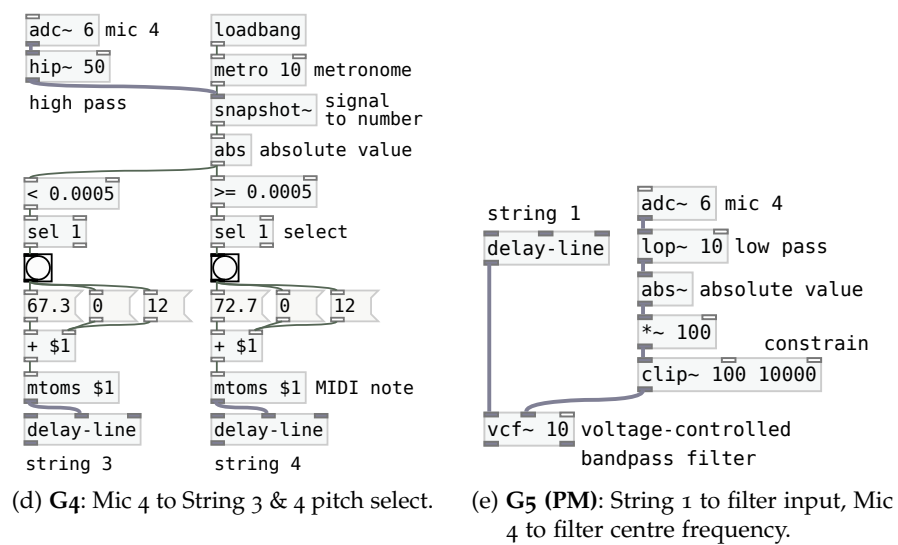 adc~ 6 mic 4
hip~ 50
high pass
loadbang
metro 10 metronome
snapshot~ signal
to number
abs absolute value
< 0.0005
>= 0.0005
sel 1
sel 1 select
67.3 0 12
72.7 0 12
+ $1
+ $1
mtoms $1
mtoms $1 MIDI note
delay-line
delay-line
string 3
string 4
(d) G4: Mic 4 to String 3 & 4 pitch select.
string 1
delay-line
adc~ 6 mic 4
lop~ 10 low pass
abs~ absolute value
*~ 100
constrain
clip~ 100 10000
vcf~ 10 voltage-controlled
bandpass filter
(e) G5 (PM): String 1 to filter input, Mic
4 to filter centre frequency.